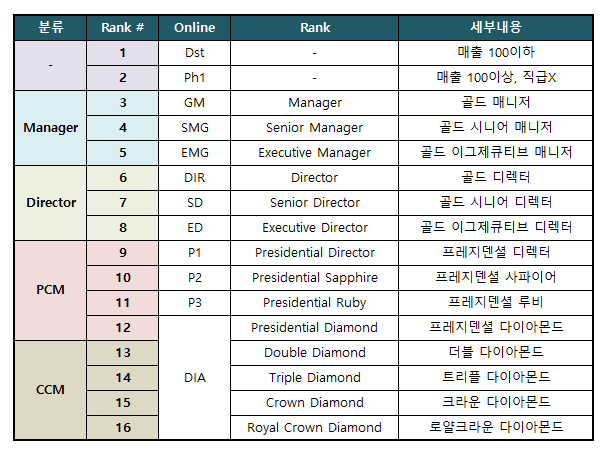 분류 Rank # Online Rank 세부내용
- 1 Dst - 매출 100이하
2 Ph1 - 매출 100이상, 직급X
Manager 3 GM Manager 골드 매니저
4 SMG Senior Manager 골드 시니어 매니저
5 EMG Executive Manager 골드 이그제큐티브 매니저
Director 6 DIR Director 골드 디렉터
7 SD Senior Director 골드 시니어 디렉터
8 ED Executive Director 골드 이그제큐티브 디렉터
PCM 9 P1 Presidential Director 프레지덴셜 디렉터
10 P2 Presidential Sapphire 프레지덴셜 사파이어
11 P3 Presidential Ruby 프레지덴셜 루비
12 DIA Presidential Diamond 프레지덴셜 다이아몬드
CCM 13 Double Diamond 더블 다이아몬드
14 Triple Diamond 트리플 다이아몬드
15 Crown Diamond 크라운 다이아몬드
16 Royal Crown Diamond 로얄크라운 다이아몬드